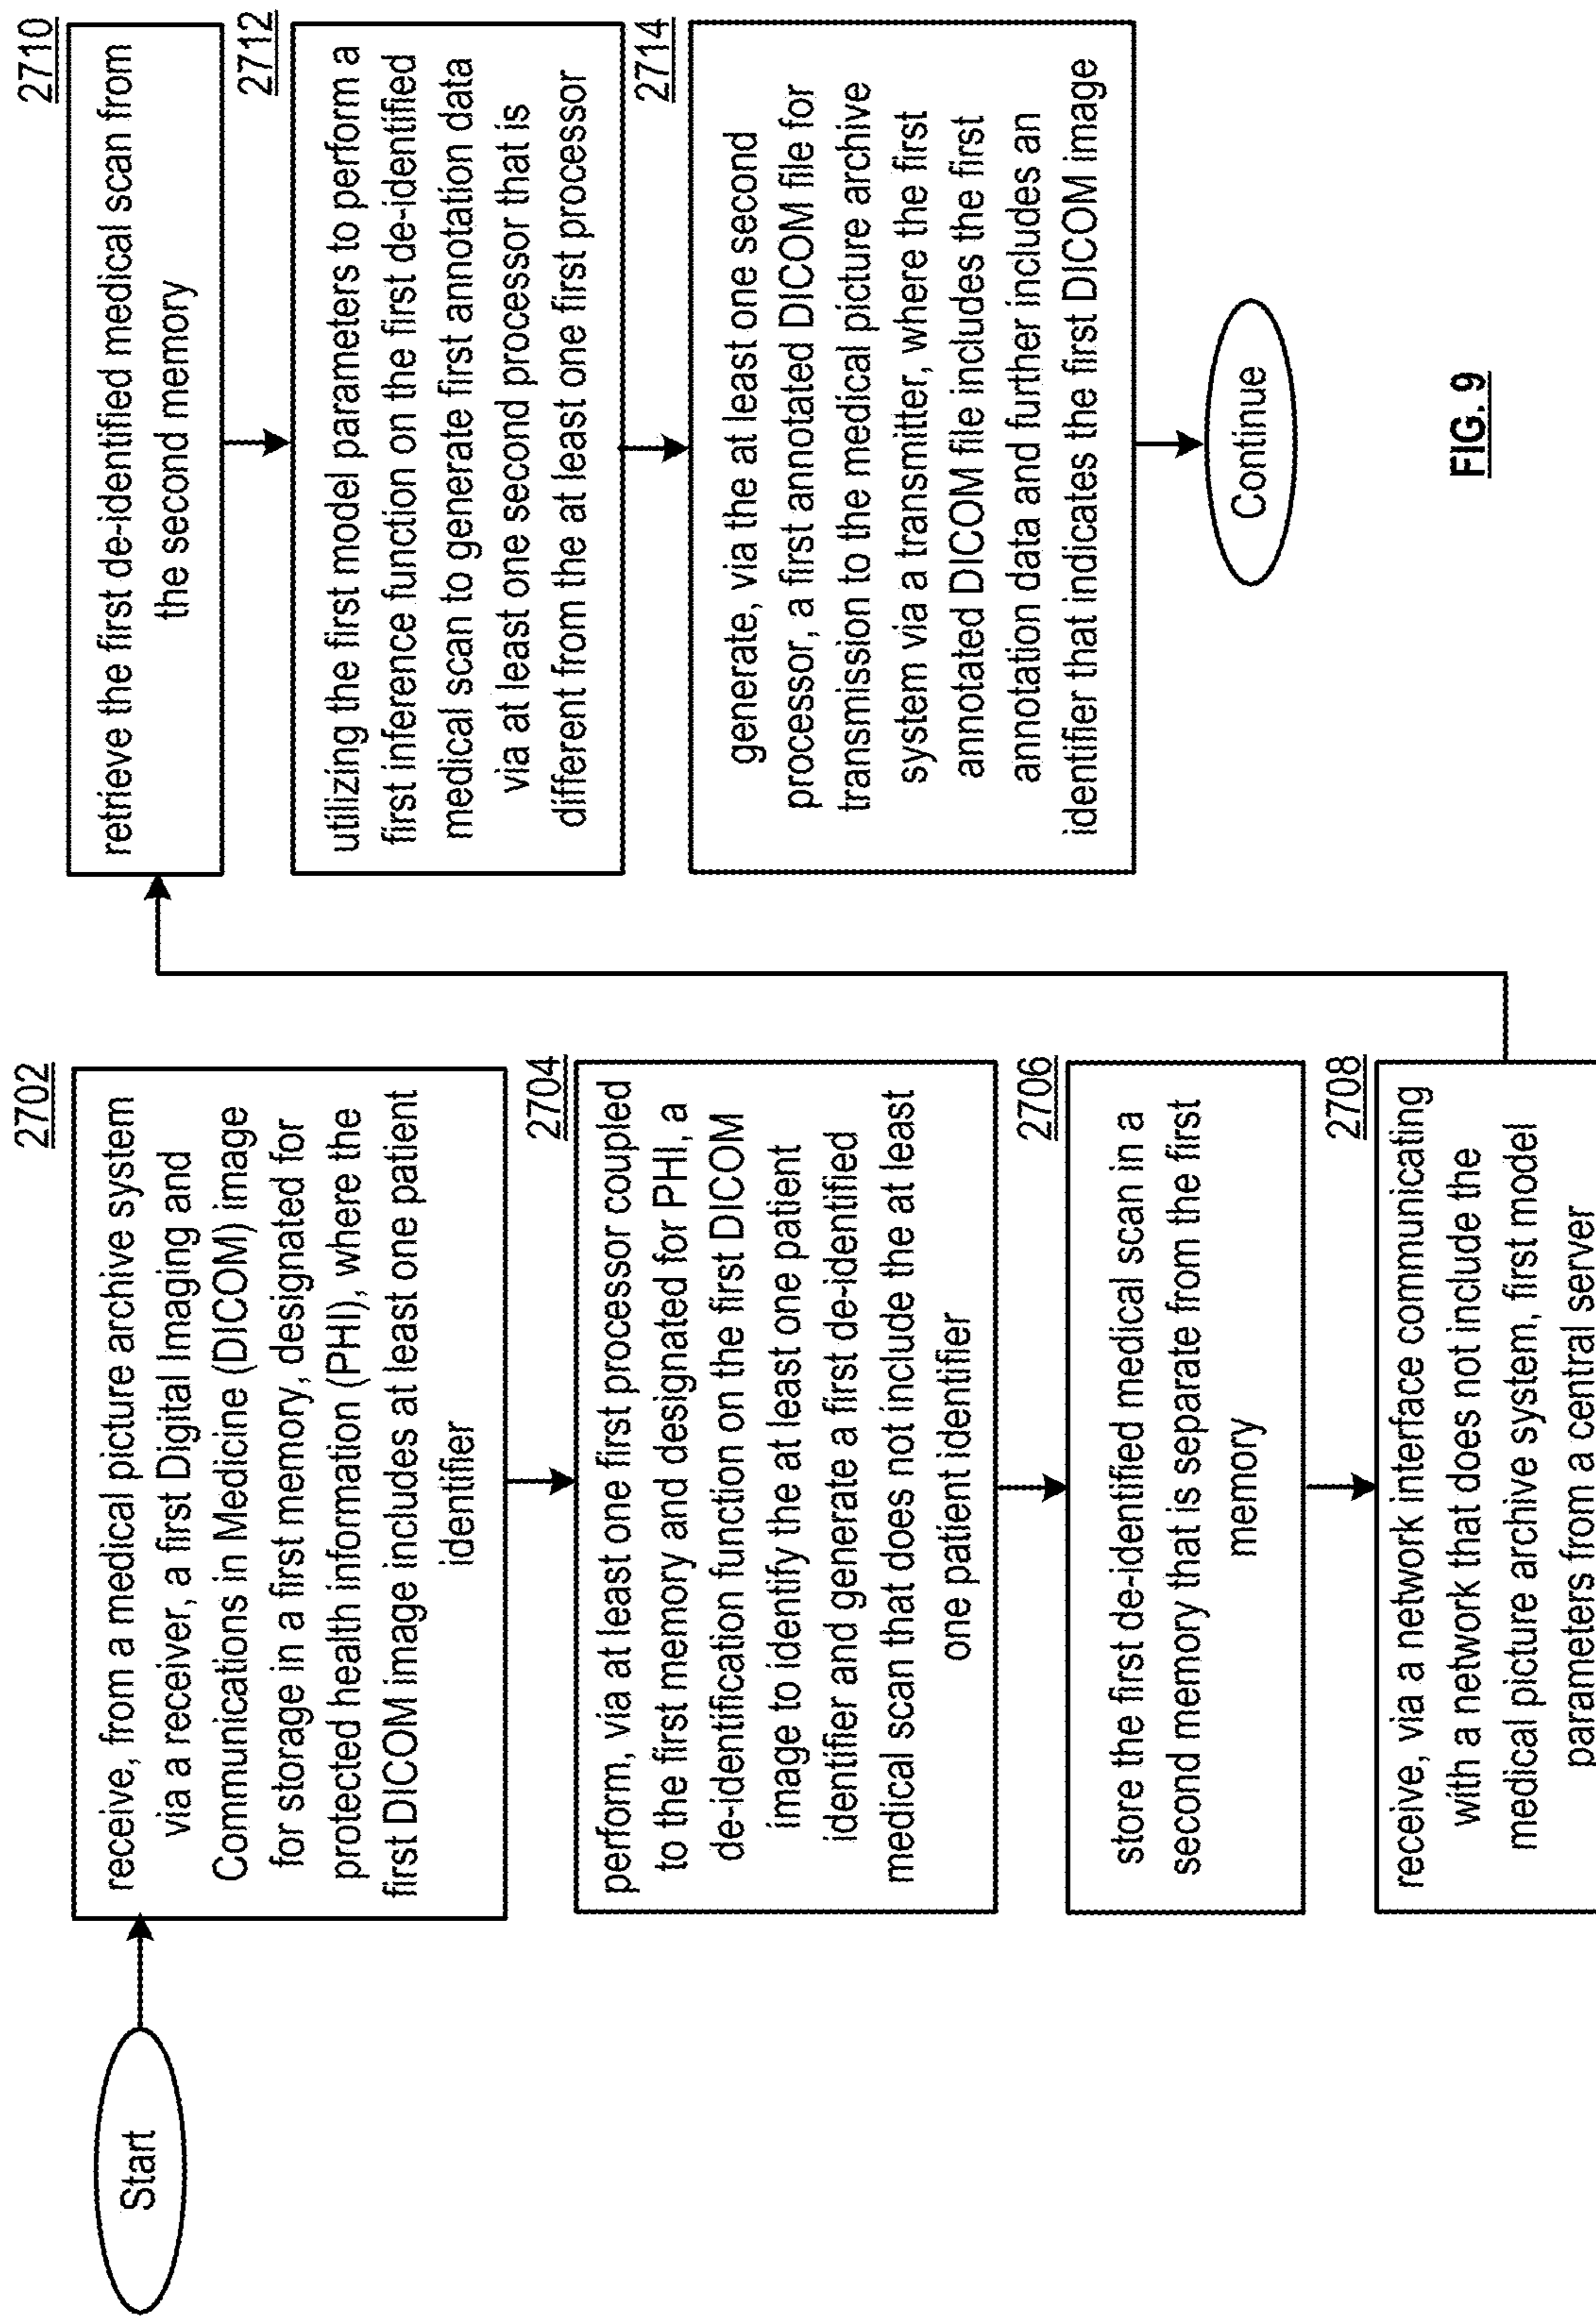 Start
2702
receive, from a medical picture archive system
via a receiver, a first Digital Imaging and
Communications in Medicine (DICOM) image
for storage in a first memory, designated for
protected health information (PHI), where the
first DICOM image includes at least one patient
identifier
2704
perform, via at least one first processor coupled
to the first memory and designated for PHI, a
de-identification function on the first DICOM
image to identify the at least one patient
identifier and generate a first de-identified
medical scan that does not include the at least
one patient identifier
2706
store the first de-identified medical scan in a
second memory that is separate from the first
memory
2708
receive, via a network interface communicating
with a network that does not include the
medical picture archive system, first model
parameters from a central server
2710
retrieve the first de-identified medical scan from
the second memory
2712
utilizing the first model parameters to perform a
first inference function on the first de-identified
medical scan to generate first annotation data
via at least one second processor that is
different from the at least one first processor
2714
generate, via the at least one second
processor, a first annotated DICOM file for
transmission to the medical picture archive
system via a transmitter, where the first
annotated DICOM file includes the first
annotation data and further includes an
identifier that indicates the first DICOM image
Continue
FIG. 9